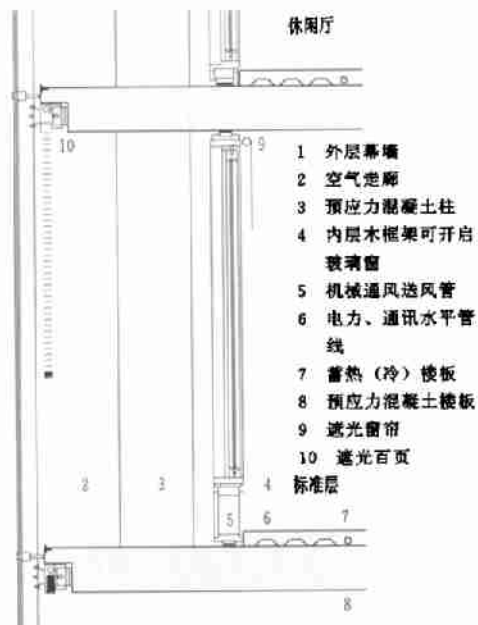 休闲厅
10
9
1 外层幕墙
2 空气走廊
3 预应力混凝土柱
4 内层木框架可开启
玻璃窗
5 机械通风送风管
6 电力、通讯水平管
线
7 蓄热（冷）楼板
8 预应力混凝土楼板
9 遮光窗帘
10 遮光百页
标准层
2 3 4
5 6 7
8